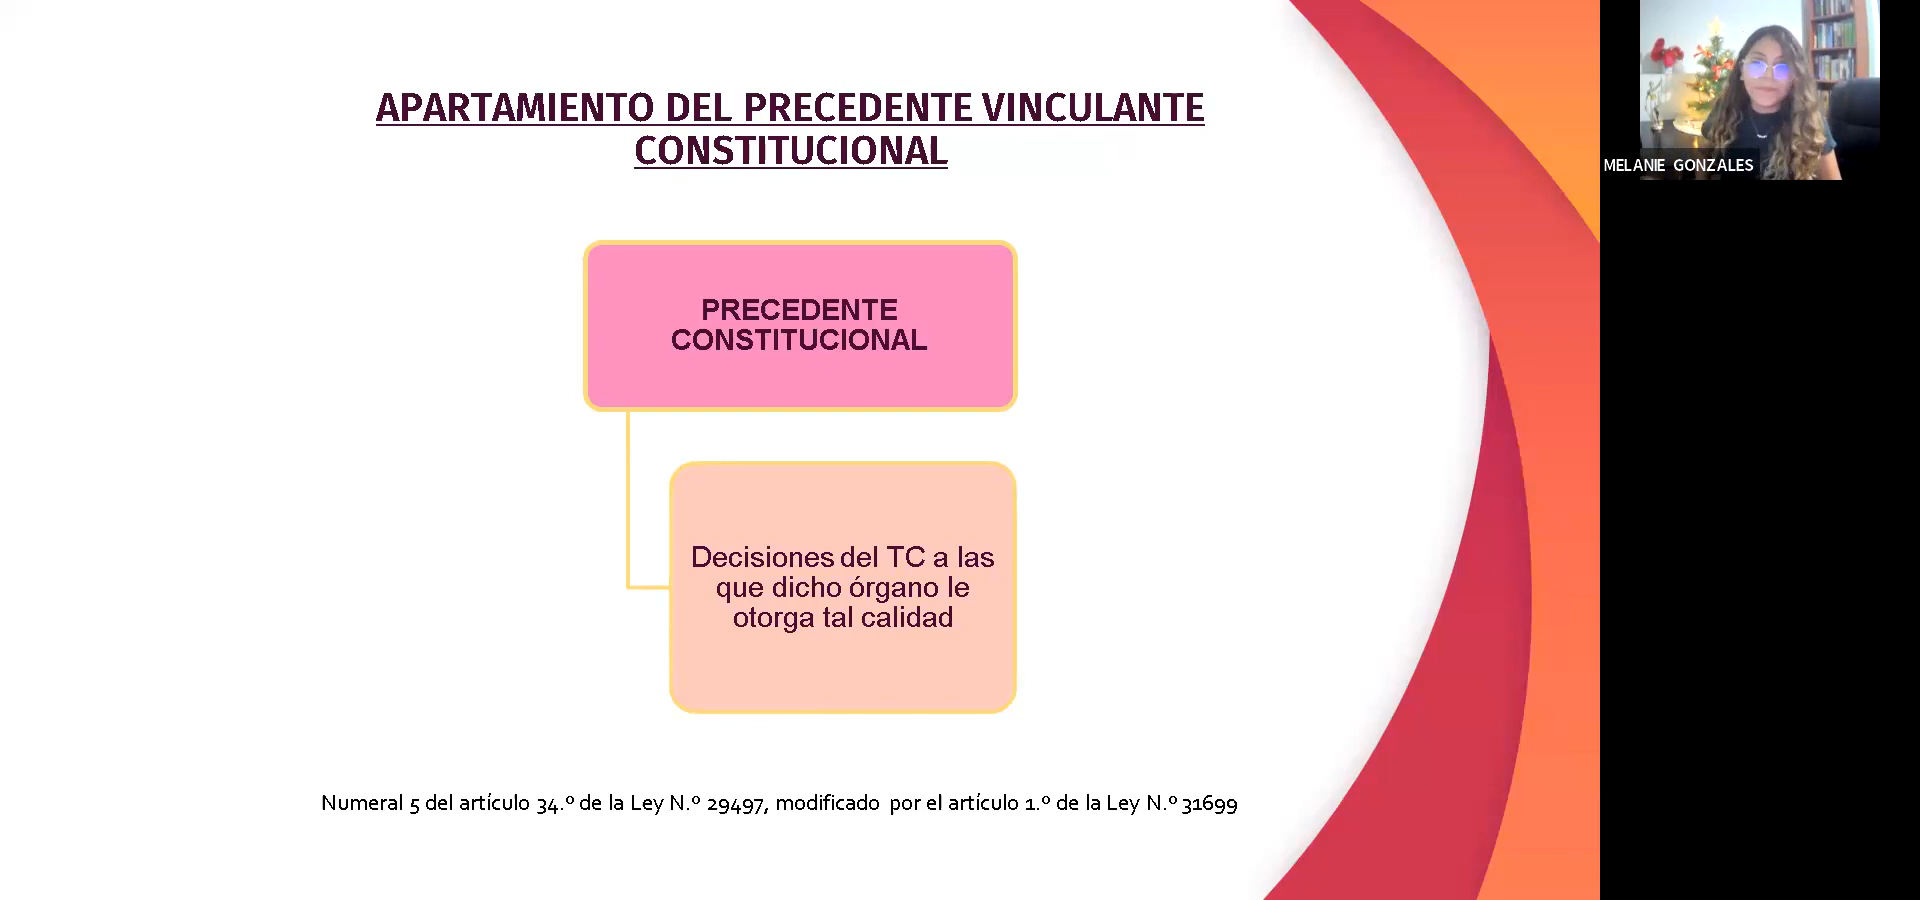 APARTAMIENTO DEL PRECEDENTE VINCULANTE
CONSTITUCIONAL
PRECEDENTE
CONSTITUCIONAL
Decisiones del TC a las
que dicho órgano le
otorga tal calidad
Numeral 5 del artículo 34.º de la Ley N.º 29497, modificado por el artículo 1.º de la Ley N.º 31699
MELANIE GONZALES